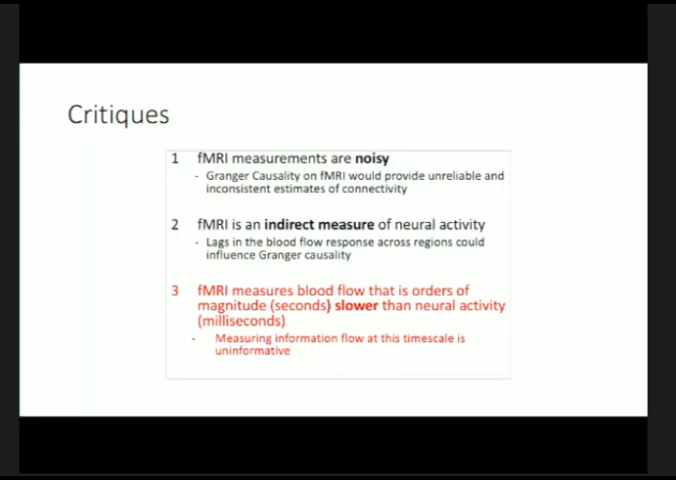 Critiques
1 fMRI measurements are noisy
- Granger Causality on fMRI would provide unreliable and
inconsistent estimates of connectivity
2 fMRI is an indirect measure of neural activity
- Lags in the blood flow response across regions could
influence Granger causality
3 fMRI measures blood flow that is orders of
magnitude (seconds) slower than neural activity
(milliseconds)
- Measuring information flow at this timescale is
uninformative